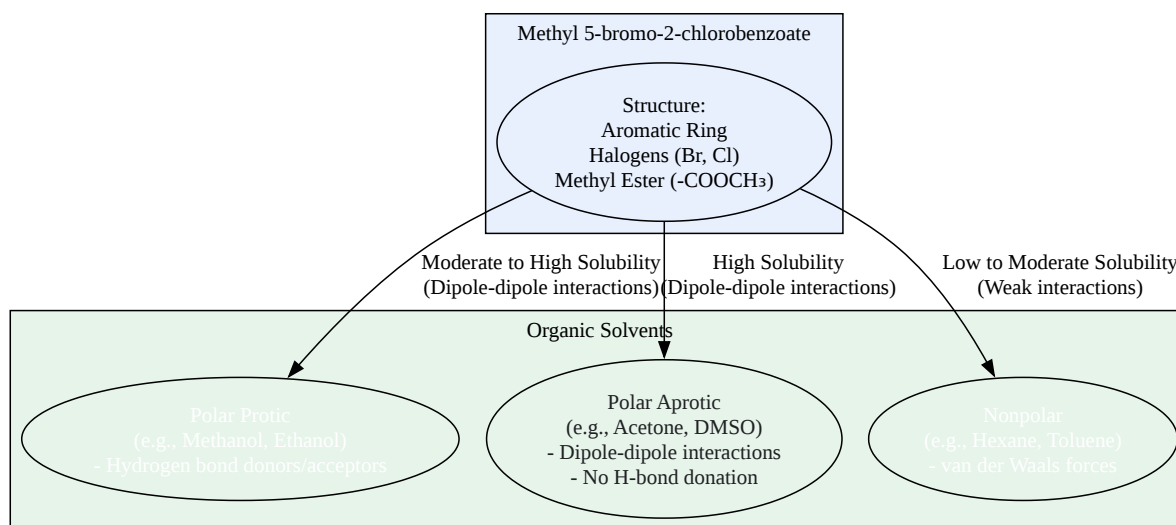 Methyl 5-bromo-2-chlorobenzoate
Structure:
Aromatic Ring
Halogens (Br, Cl)
Methyl Ester (-COOCH₃)
Moderate to High Solubility
(Dipole-dipole interactions)
High Solubility
(Dipole-dipole interactions)
Low to Moderate Solubility
(Weak interactions)
Organic Solvents
Polar Protic
(e.g., Methanol, Ethanol)
- Hydrogen bond donors/acceptors
Polar Aprotic
(e.g., Acetone, DMSO)
- Dipole-dipole interactions
- No H-bond donation
Nonpolar
(e.g., Hexane, Toluene)
- van der Waals forces